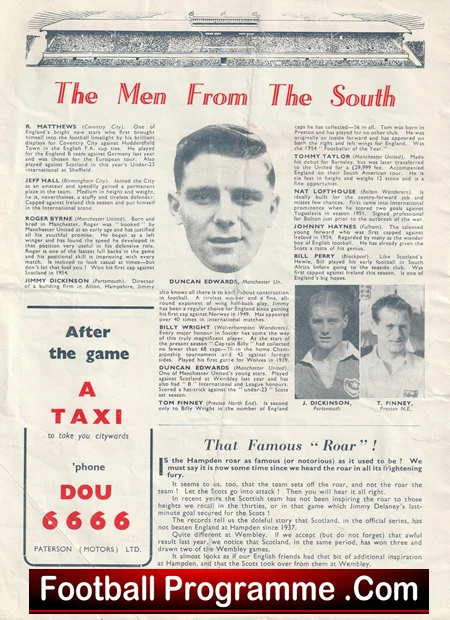 The Men From The South
R. MATTHEWS (Coventry City). One of
England's bright new stars who first brought
himself into the football limelight by his brilliant
displays for Coventry City against Huddersfield
Town in the English F.A. cup ties. He played
for the England B team against Germany last year
and was chosen for the European tour. Also
played against Scotland in this year's Under-23
International at Sheffield.
JEFF HALL (Birmingham City). Joined the City
as an amateur and speedily gained a permanent
place in the team. Medium in height and weight,
he is, nevertheless, a stuffy and tireless defender.
Capped against Ireland this season and put himself
in the International scene.
ROGER BYRNE (Manchester United). Born and
bred in Manchester, Roger was "booked" by
Manchester United at an early age and has justified
all his youthful promise. He began as a left
winger and has found the speed he developed in
that position very useful in his defensive role.
Roger is one of the fastest full backs in the game
and his positional skill is improving with every
match. Is inclined to look casual at times—but
don't let that fool you! Won his first cap against
Scotland in 1954.
JIMMY DICKINSON (Portsmouth). Director
of a building firm in Alton, Hampshire, Jimmy
DUNCAN EDWARDS, Manchester Un.
also knows all there is to know about construction
in football. A tireless worker and a fine, all-
round exponent of wing half-back play, Jimmy
has been a regular choice for England since gaining
his first cap against Norway in 1949. Has appeared
over 40 times in international matches.
BILLY WRIGHT (Wolverhampton Wanderers).
Every major honour in Soccer has come the way
of this truly magnificent player. At the start of
the present season "Captain Billy" had collected
no fewer than 68 caps—26 in the home Champ-
ionship tournament and 42 against foreign
sides. Played his first game for Wolves in 1939.
DUNCAN EDWARDS (Manchester United).
One of Manchester United's young stars. Played
against Scotland at Wembley last year and has
also had "B" International and League honours.
Scored a hat-trick against the "under-23" Scots
last season.
TOM FINNEY (Preston North End). Is second
only to Billy Wright in the number of England
caps he has collected—56 in all. Tom was born in
Preston and has played for no other club. He was
originally an inside forward and has appeared on
both the right and left wings for England. Was
the 1954 "Footballer of the Year."
TOMMY TAYLOR (Manchester United). Made
his debut for Barnsley, but was later transferred
to the United for a £29,999 fee. Accompanied
England on their South American tour. He is
six feet in height and weighs 12 stone and is a
fine opportunist.
NAT LOFTHOUSE (Bolton Wanderers). Is
ideally built for the centre-forward job and
misses few chances. First came into International
prominence when he scored two goals against
Yugoslavia in season 1951. Signed professional
for Bolton just prior to the outbreak of the war.
JOHNNY HAYNES (Fulham). The talented
young forward who was first capped against
Ireland in 1954. Regarded by many as the wonder
boy of English football. He has already given the
Scots a taste of his genius.
BILL PERRY (Blackpool). Like Scotland's
Hewie, Bill played his early football in South
Africa before going to the seaside club. Was
first capped against Ireland this season. Is one of
England's big hopes.
J. DICKINSON,
Portsmouth
T. FINNEY,
Preston N.E.
After
the game
A
TAXI
to take you citywards
'phone
DOU
6666
PATERSON (MOTORS) LTD.
That Famous "Roar"!
IS the Hampden roar as famous (or notorious) as it used to be? We
must say it is now some time since we heard the roar in all its frightening
fury.
It seems to us, too, that the team sets off the roar, and not the roar the
team! Let the Scots go into attack! Then you will hear it all right.
In recent years the Scottish team has not been inspiring the roar to those
heights we recall in the thirties, or in that game which Jimmy Delaney's last-
minute goal secured for the Scots!
The records tell us the doleful story that Scotland, in the official series, has
not beaten England at Hampden since 1937.
Quite different at Wembley. If we accept (but do not forget) that awful
result last year, we notice that Scotland, in the same period, has won three and
drawn two of the Wembley games.
It almost looks as if our English friends had that bit of additional inspiration
at Hampden, and that the Scots took over from them at Wembley.
Football Programme .Com